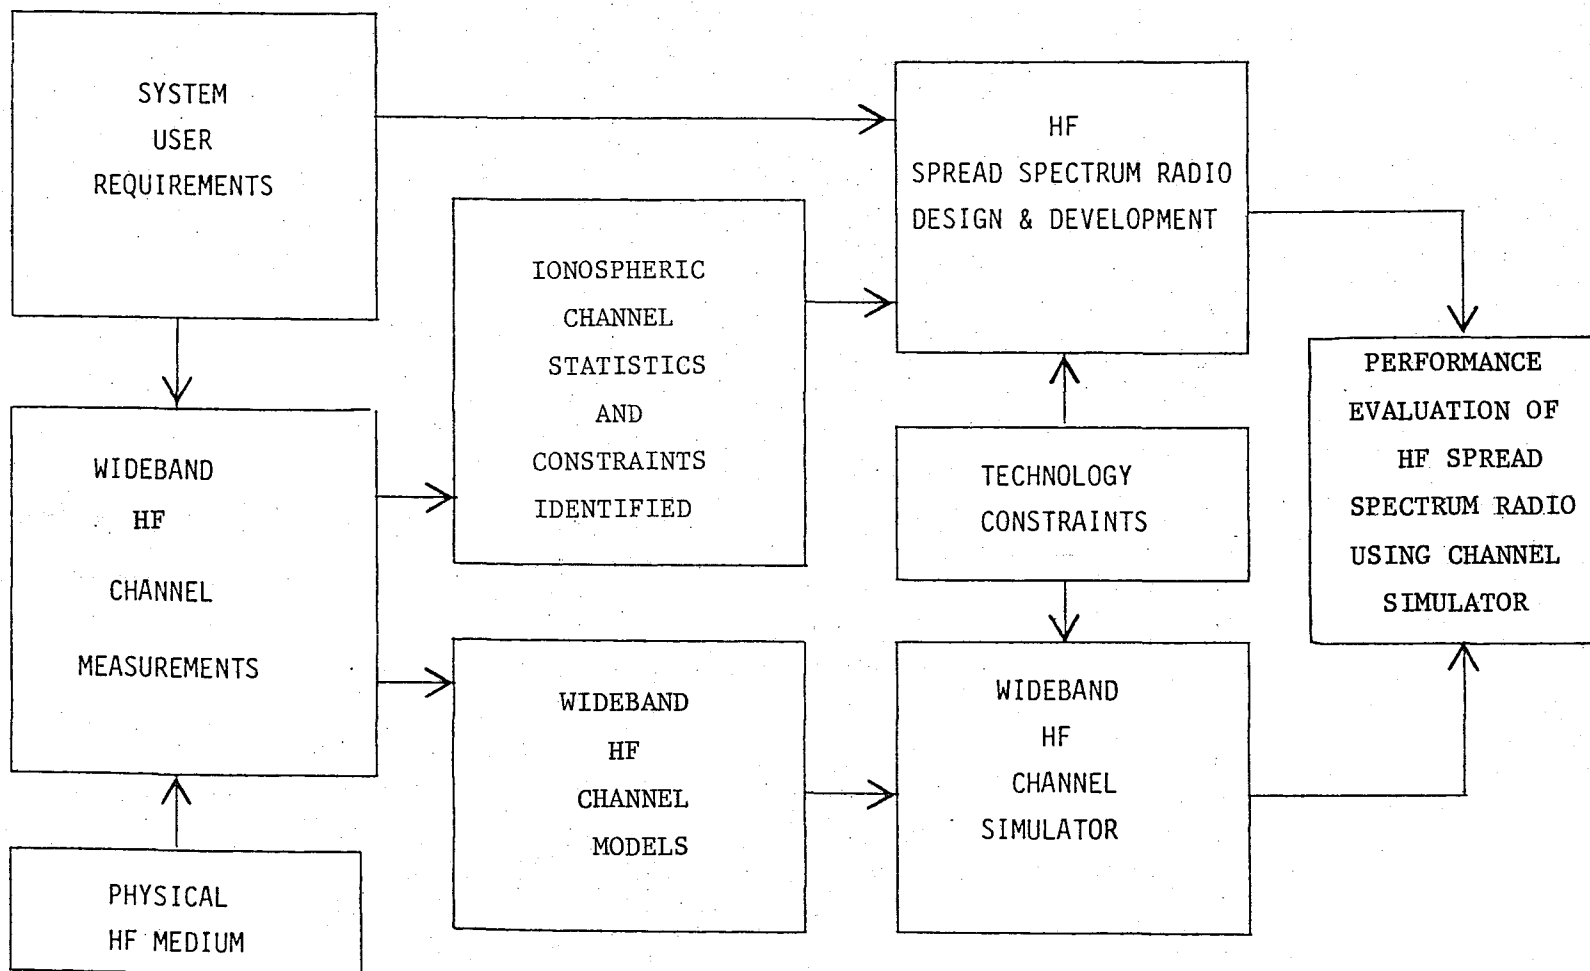 SYSTEM
USER
REQUIREMENTS
WIDEBAND
HF
CHANNEL
MEASUREMENTS
PHYSICAL
HF MEDIUM
IONOSPHERIC
CHANNEL
STATISTICS
AND
CONSTRAINTS
IDENTIFIED
WIDEBAND
HF
CHANNEL
MODELS
HF
SPREAD SPECTRUM RADIO
DESIGN & DEVELOPMENT
TECHNOLOGY
CONSTRAINTS
WIDEBAND
HF
CHANNEL
SIMULATOR
PERFORMANCE
EVALUATION OF
HF SPREAD
SPECTRUM RADIO
USING CHANNEL
SIMULATOR